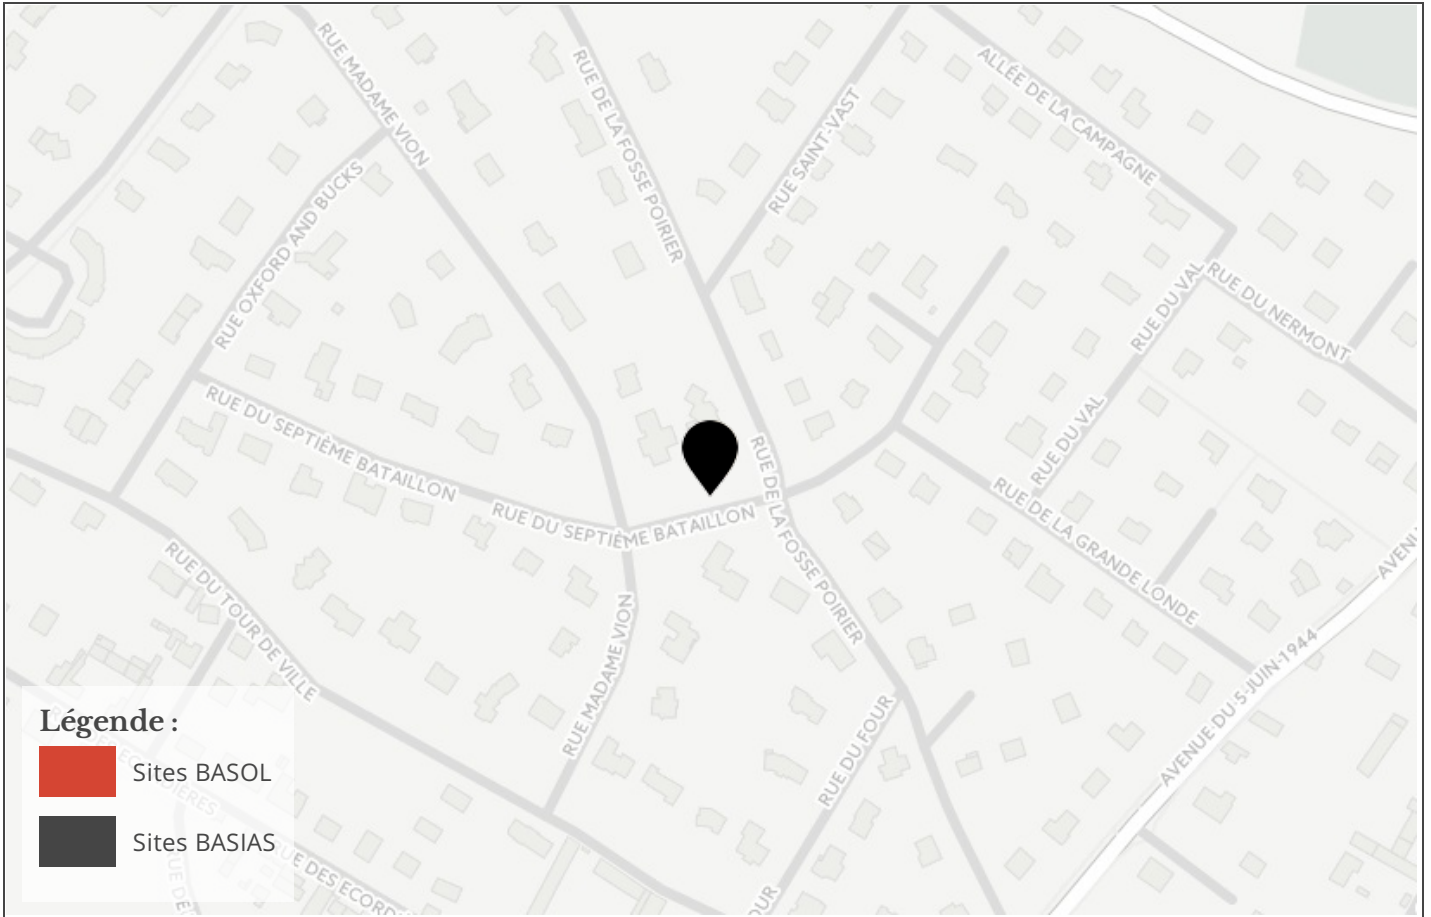 RUE MADAME VION
RUE DE LA FOSSE POIRIER
RUE SAINT-VAST
ALLÉE DE LA CAMPAGNE
RUE OXFORD AND BUCKS
RUE DU VAL
RUE DU NERMONT
RUE DU SEPTIÈME BATAILLON
RUE DU VAL
RUE DU SEPTIÈME BATAILLON
RUE DE LA FOSSE POIRIER
RUE DE LA GRANDE LONDE
RUE DU TOUR DE VILLE
RUE MADAME VION
AVENUE DU 5-JUIN-1944
RUE DU FOUR
Légende :
Sites BASOL
Sites BASIAS